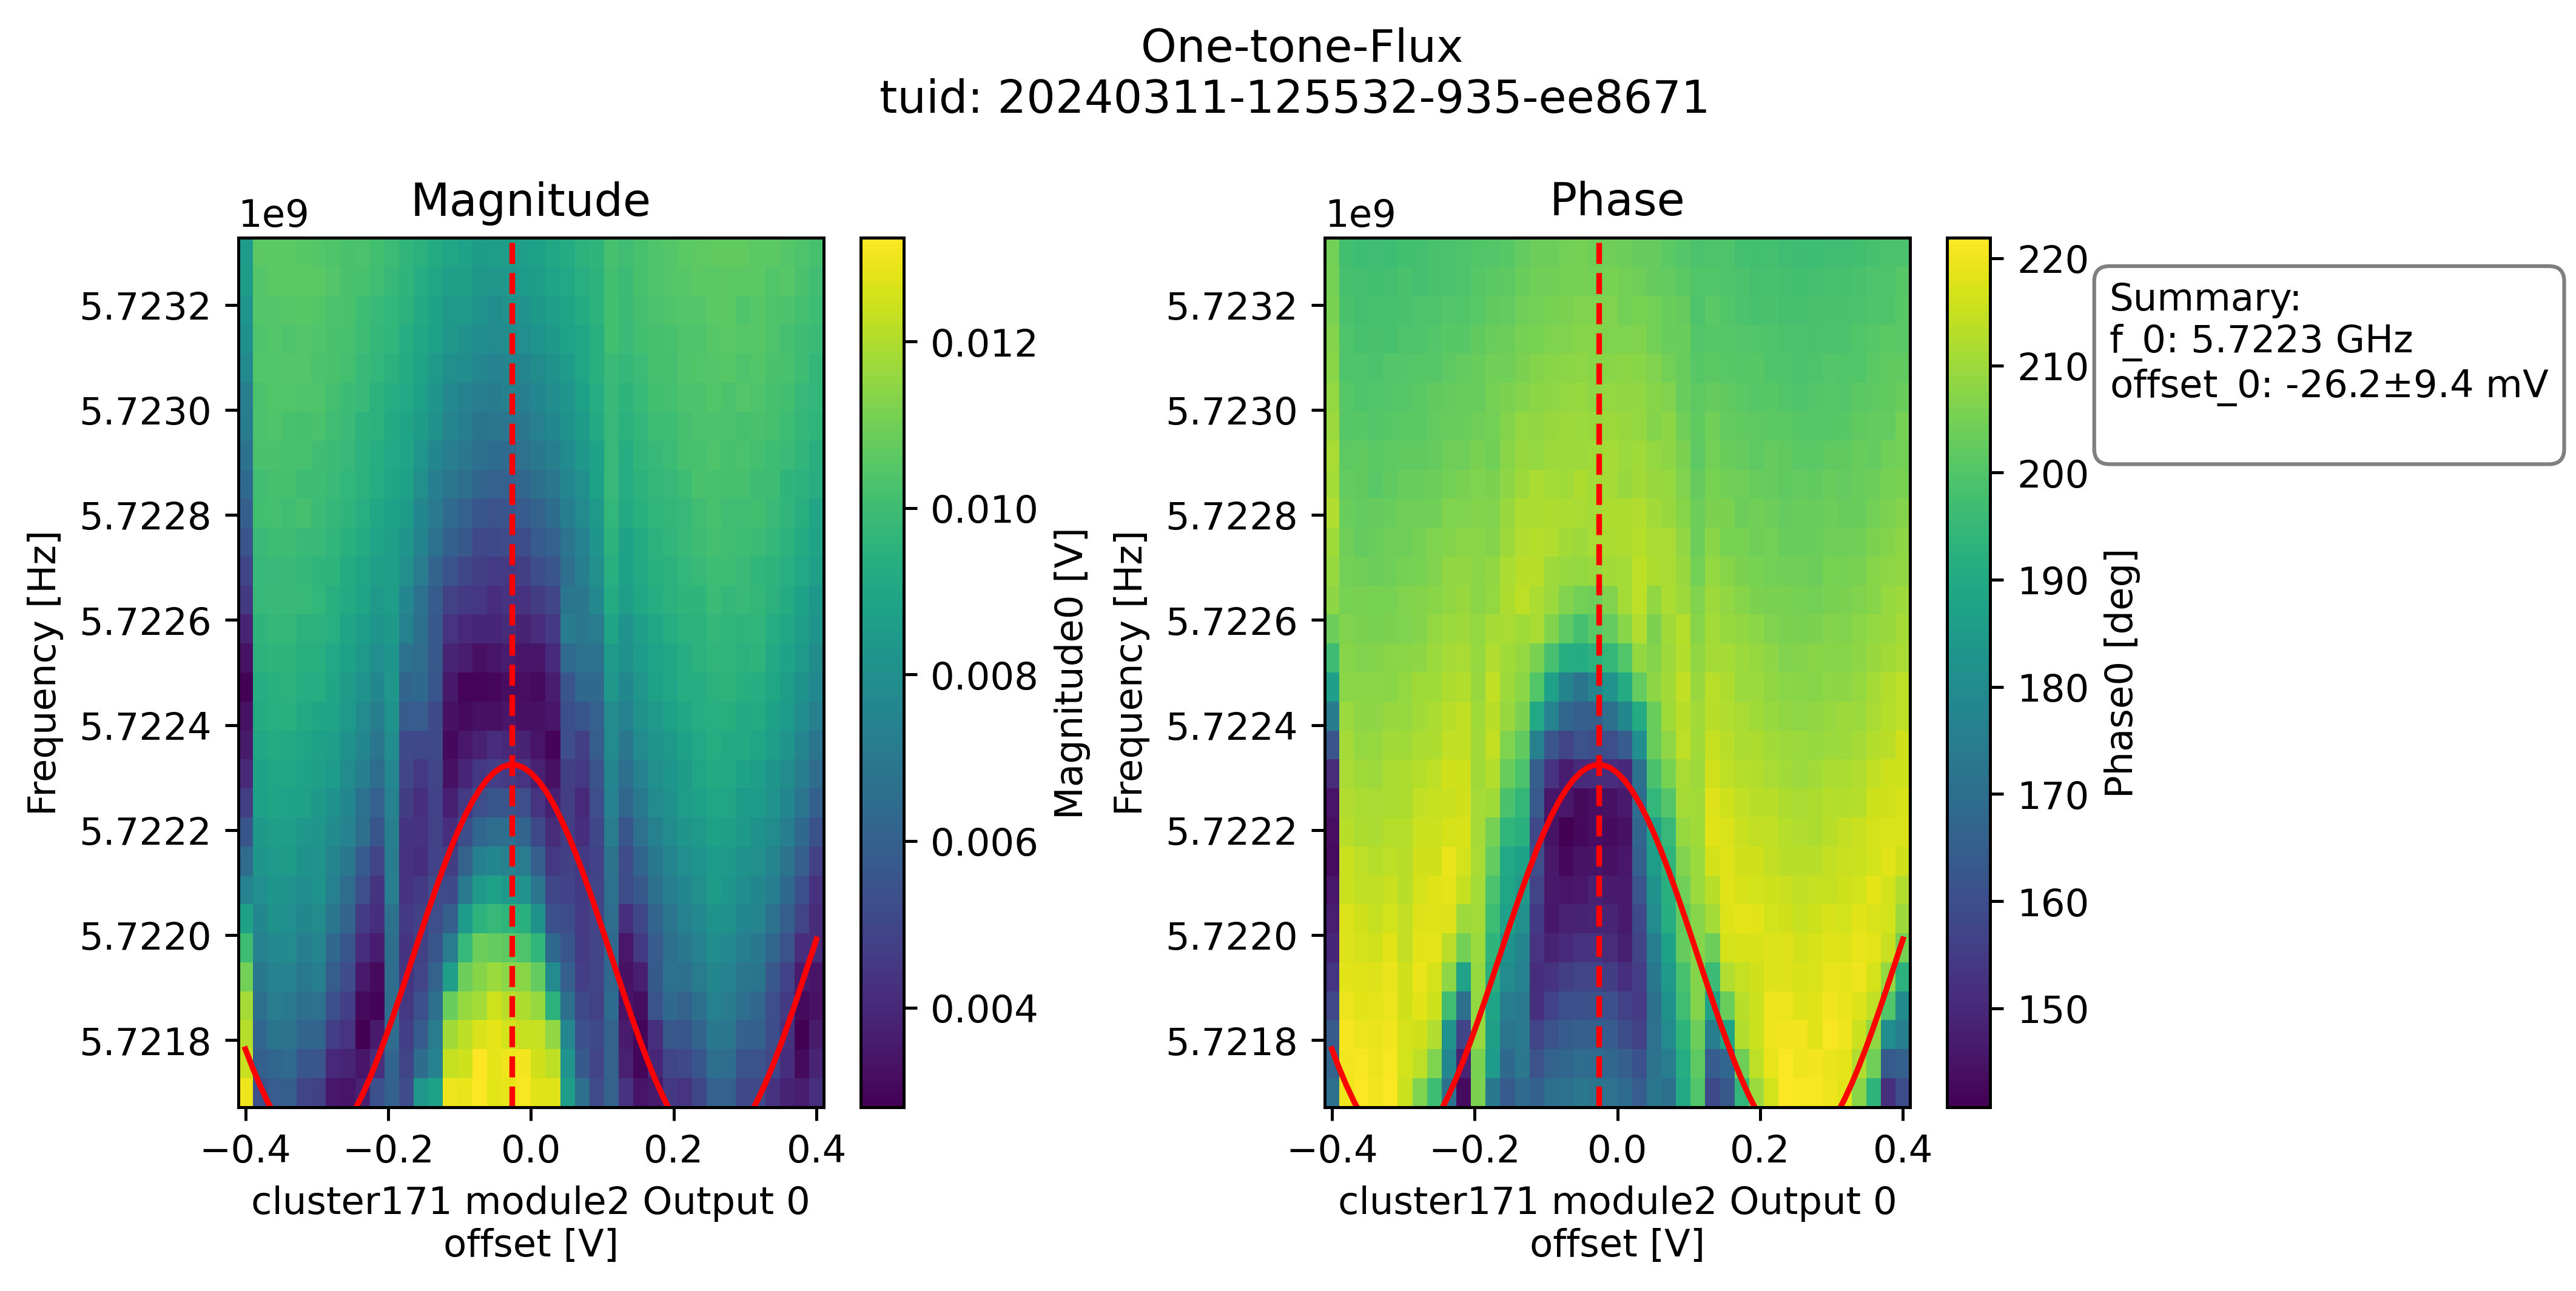 One-tone-Flux
tuid: 20240311-125532-935-ee8671
Magnitude
1e9
5.7232
5.7230
5.7228
5.7226
5.7224
5.7222
5.7220
5.7218
Frequency [Hz]
−0.4
−0.2
0.0
0.2
0.4
cluster171 module2 Output 0
offset [V]
0.012
0.010
0.008
0.006
0.004
Magnitude0 [V]
Phase
1e9
5.7232
5.7230
5.7228
5.7226
5.7224
5.7222
5.7220
5.7218
Frequency [Hz]
−0.4
−0.2
0.0
0.2
0.4
cluster171 module2 Output 0
offset [V]
220
210
200
190
180
170
160
150
Phase0 [deg]
Summary:
f_0: 5.7223 GHz
offset_0: -26.2±9.4 mV